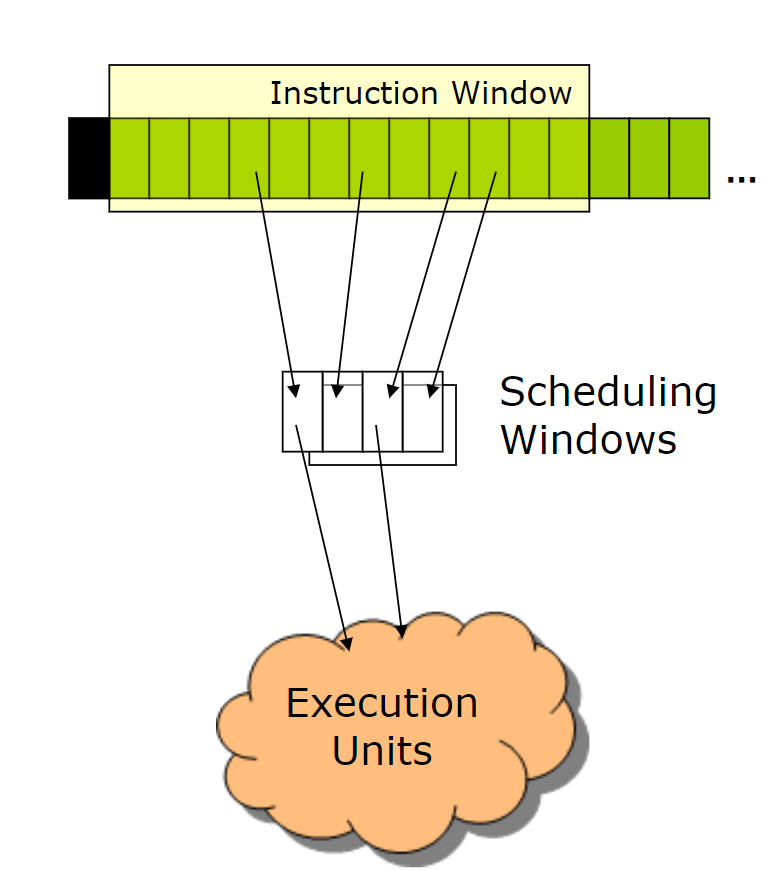 Instruction Window
...
Scheduling
Windows
Execution
Units